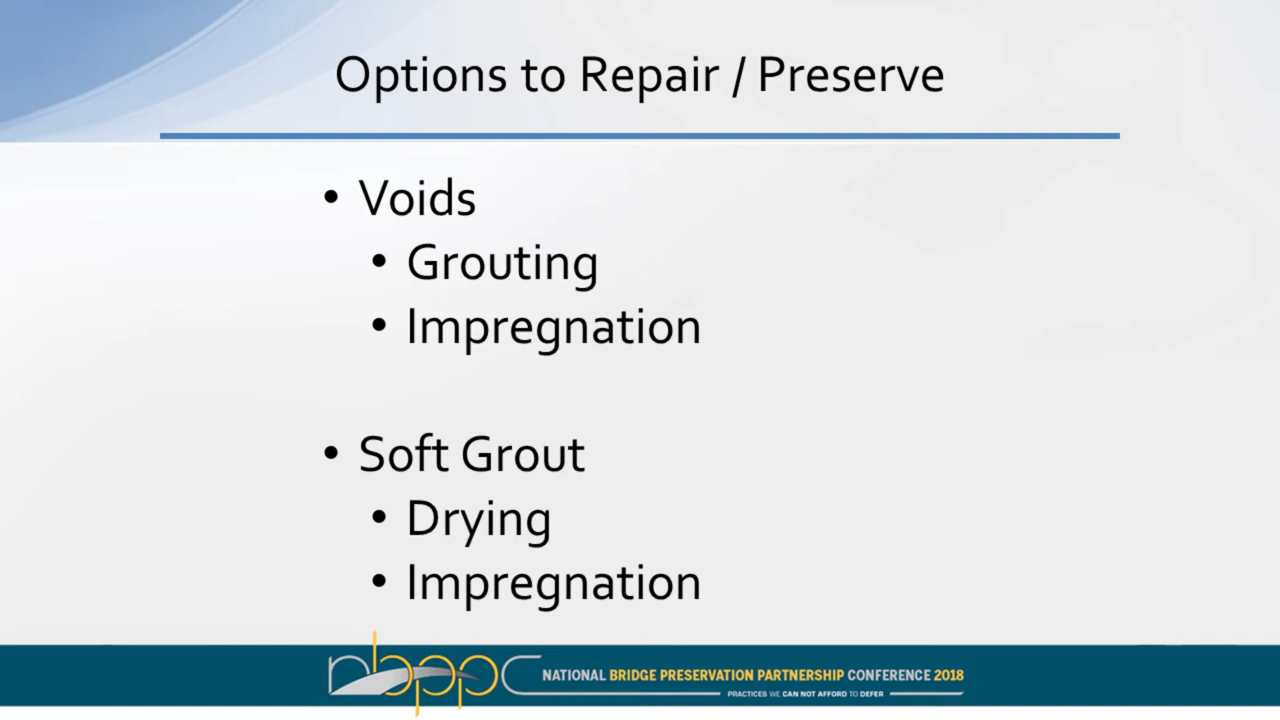 Options to Repair / Preserve
• Voids
• Grouting
• Impregnation
• Soft Grout
• Drying
• Impregnation
nbppc
NATIONAL BRIDGE PRESERVATION PARTNERSHIP CONFERENCE 2018
PRACTICES WE CAN NOT AFFORD TO DEFER